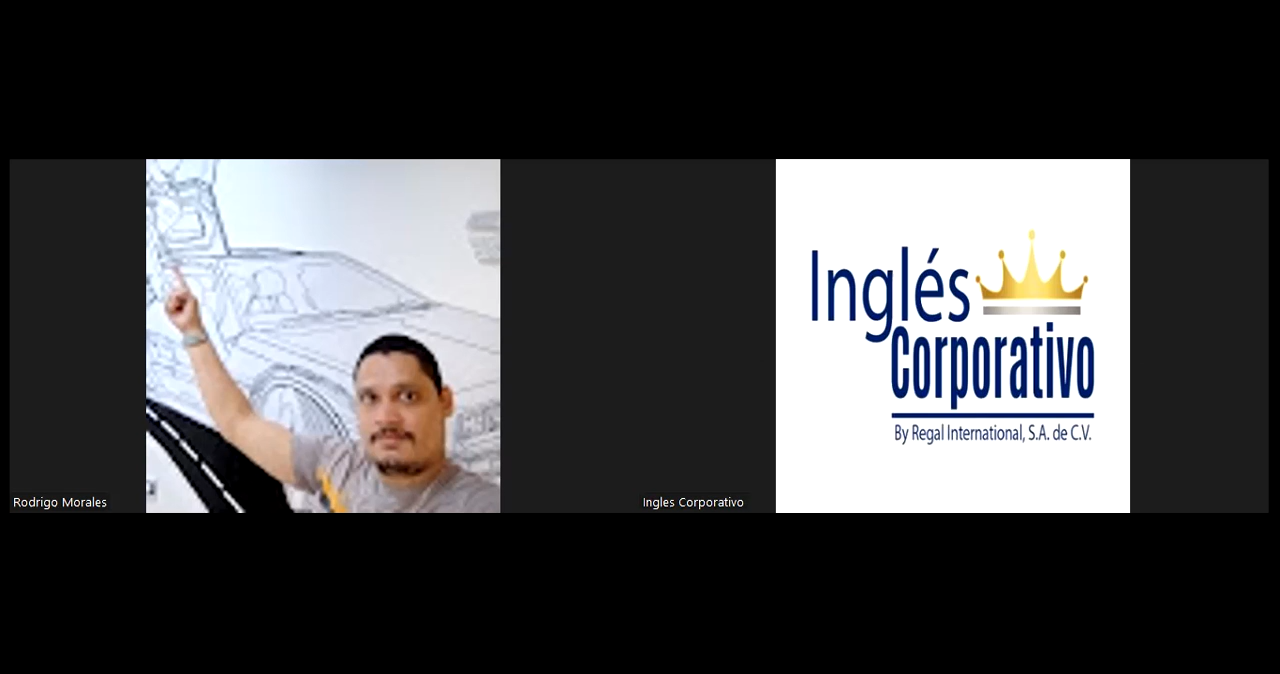 Inglés
Corporativo
By Regal International, S.A. de C.V.
Rodrigo Morales
Ingles Corporativo